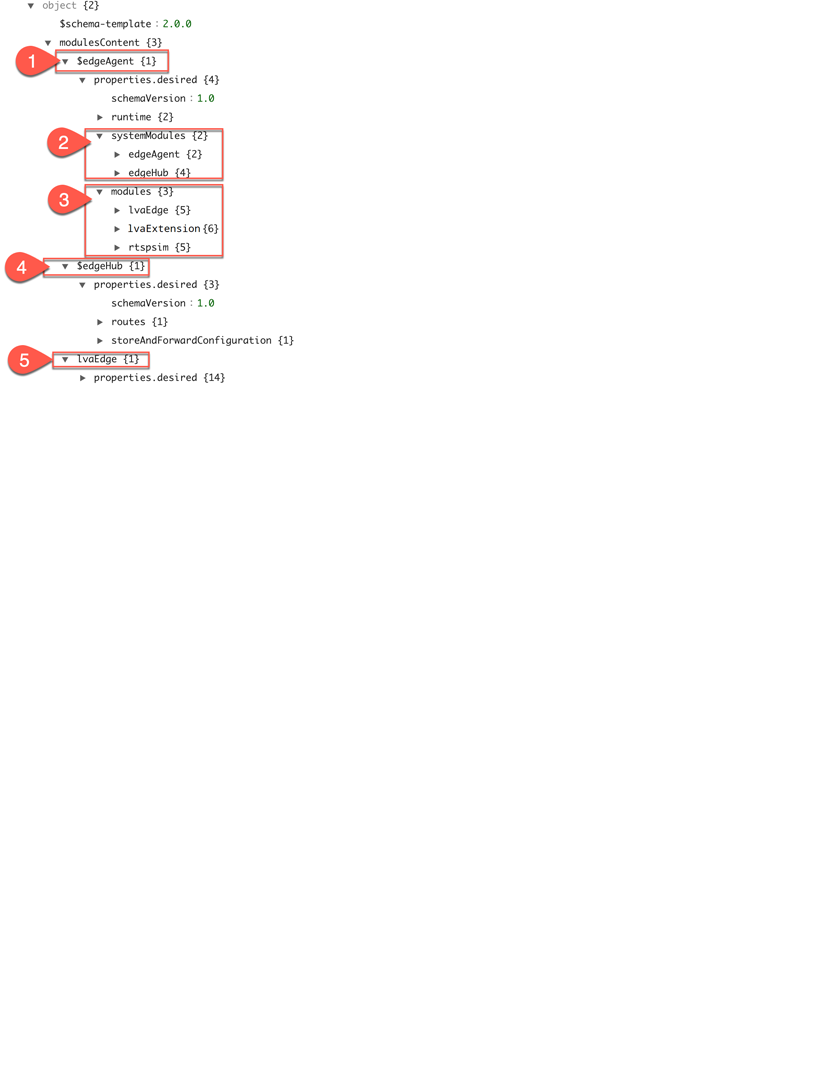 object {2}
$schema-template : 2.0.0
modulesContent {3}
1 $edgeAgent {1}
properties.desired {4}
schemaVersion : 1.0
runtime {2}
2 systemModules {2}
edgeAgent {2}
edgeHub {4}
3 modules {3}
lvaEdge {5}
lvaExtension{6}
rtspsim {5}
4 $edgeHub {1}
properties.desired {3}
schemaVersion : 1.0
routes {1}
storeAndForwardConfiguration {1}
5 lvaEdge {1}
properties.desired {14}